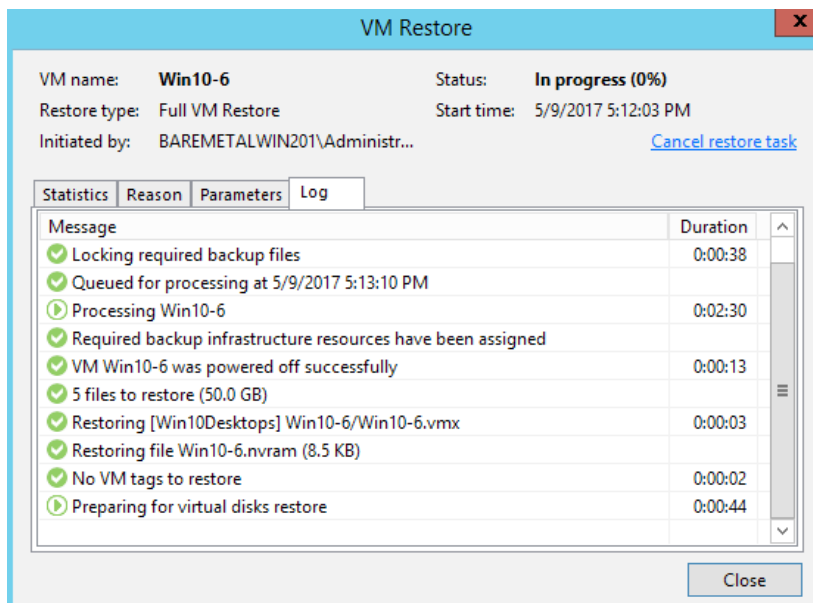 VM Restore
x
VM name: Win10-6 Status: In progress (0%)
Restore type: Full VM Restore Start time: 5/9/2017 5:12:03 PM
Initiated by: BAREMETALWIN201\Administr... Cancel restore task
Statistics Reason Parameters Log
Message Duration
Locking required backup files 0:00:38
Queued for processing at 5/9/2017 5:13:10 PM
Processing Win10-6 0:02:30
Required backup infrastructure resources have been assigned
VM Win10-6 was powered off successfully 0:00:13
5 files to restore (50.0 GB)
Restoring [Win10Desktops] Win10-6/Win10-6.vmx 0:00:03
Restoring file Win10-6.nvram (8.5 KB)
No VM tags to restore 0:00:02
Preparing for virtual disks restore 0:00:44
Close